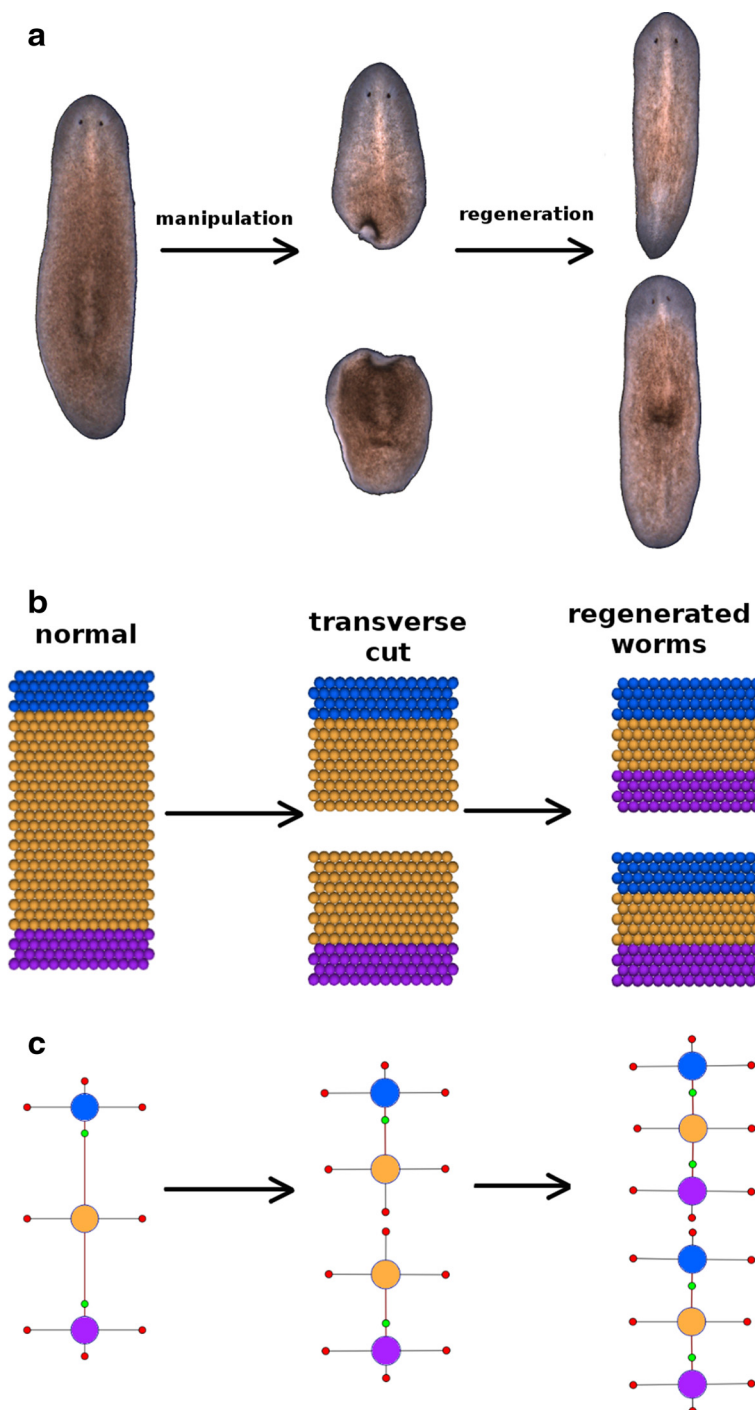 a
manipulation
regeneration
b
normal
transverse
cut
regenerated
worms
c